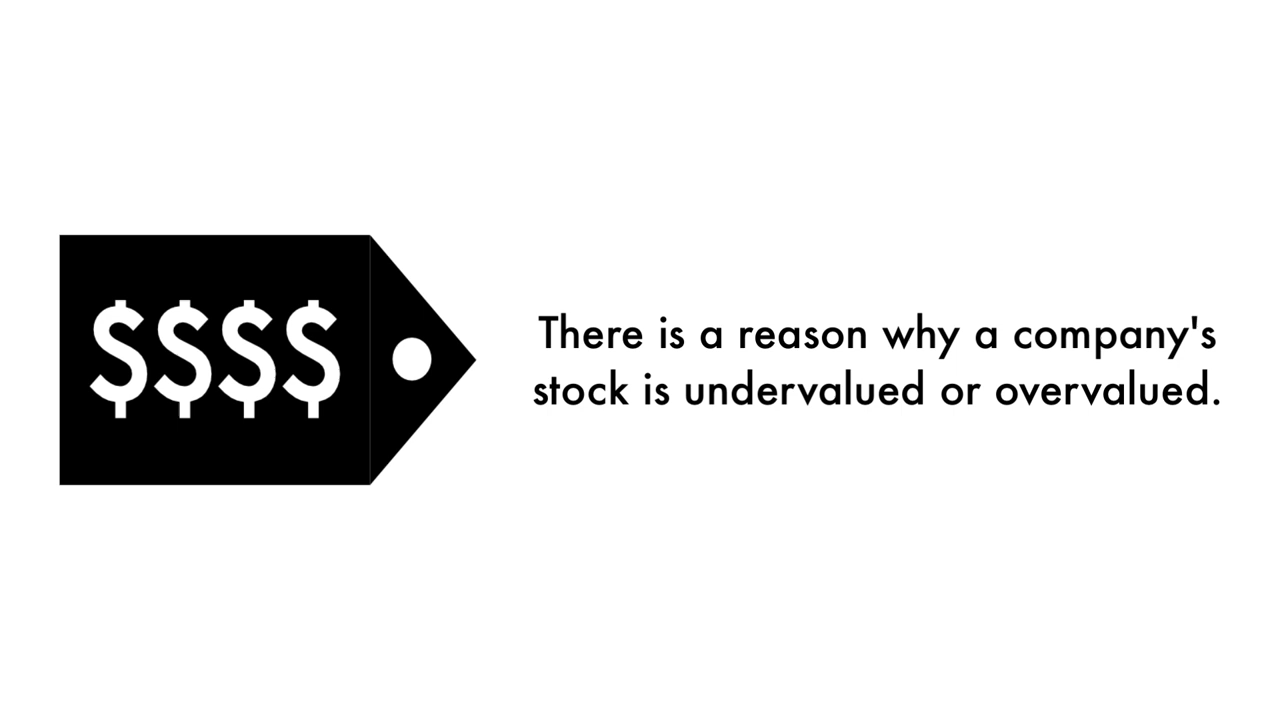 $$$$
There is a reason why a company's
stock is undervalued or overvalued.